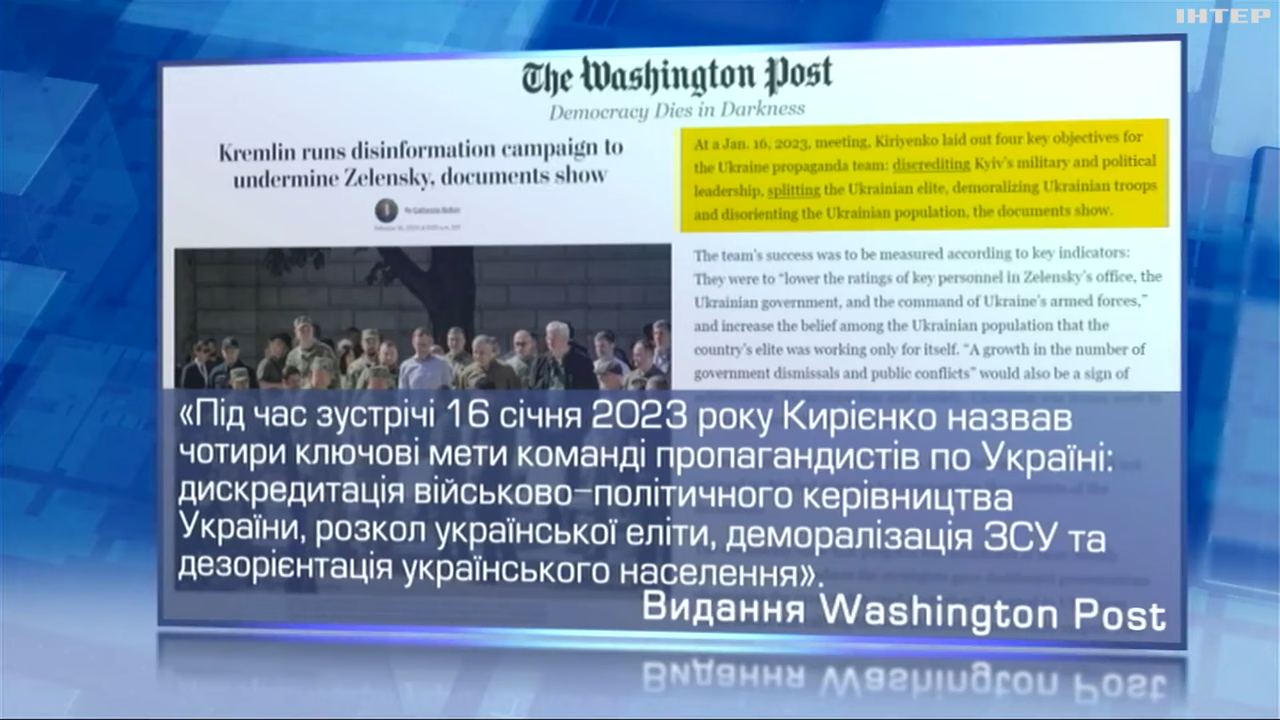 ІНТЕР
The Washington Post
Democracy Dies in Darkness
Kremlin runs disinformation campaign to
undermine Zelensky, documents show
At a Jan. 16, 2023, meeting, Kiriyenko laid out four key objectives for
the Ukraine propaganda team: discrediting Kyiv's military and political
leadership, splitting the Ukrainian elite, demoralizing Ukrainian troops
and disorienting the Ukrainian population, the documents show.
The team's success was to be measured according to key indicators:
They were to “lower the ratings of key personnel in Zelensky's office, the
Ukrainian government, and the command of Ukraine's armed forces,”
and increase the belief among the Ukrainian population that the
country's elite was working only for itself. “A growth in the number of
government dismissals and public conflicts” would also be a sign of
«Під час зустрічі 16 січня 2023 року Кирієнко назвав
чотири ключові мети команді пропагандистів по Україні:
дискредитація військово-політичного керівництва
України, розкол української еліти, деморалізація ЗСУ та
дезорієнтація українського населення».
Видання Washington Post